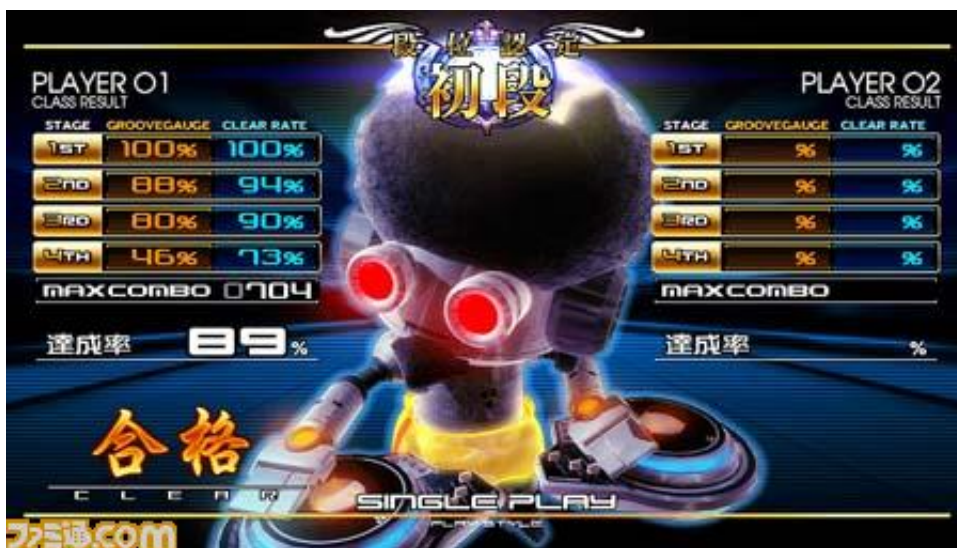 段位認定
初段
PLAYER 01
CLASS RESULT
STAGE GROOVEGAUGE CLEAR RATE
1ST 100% 100%
2ND 88% 94%
3RD 80% 90%
4TH 46% 73%
MAXCOMBO 0704
達成率 89%
合格
CLEAR
PLAYER 02
CLASS RESULT
STAGE GROOVEGAUGE CLEAR RATE
1ST % %
2ND % %
3RD % %
4TH % %
MAXCOMBO
達成率 %
SINGLE PLAY
PLAY STYLE
ファミ通.com